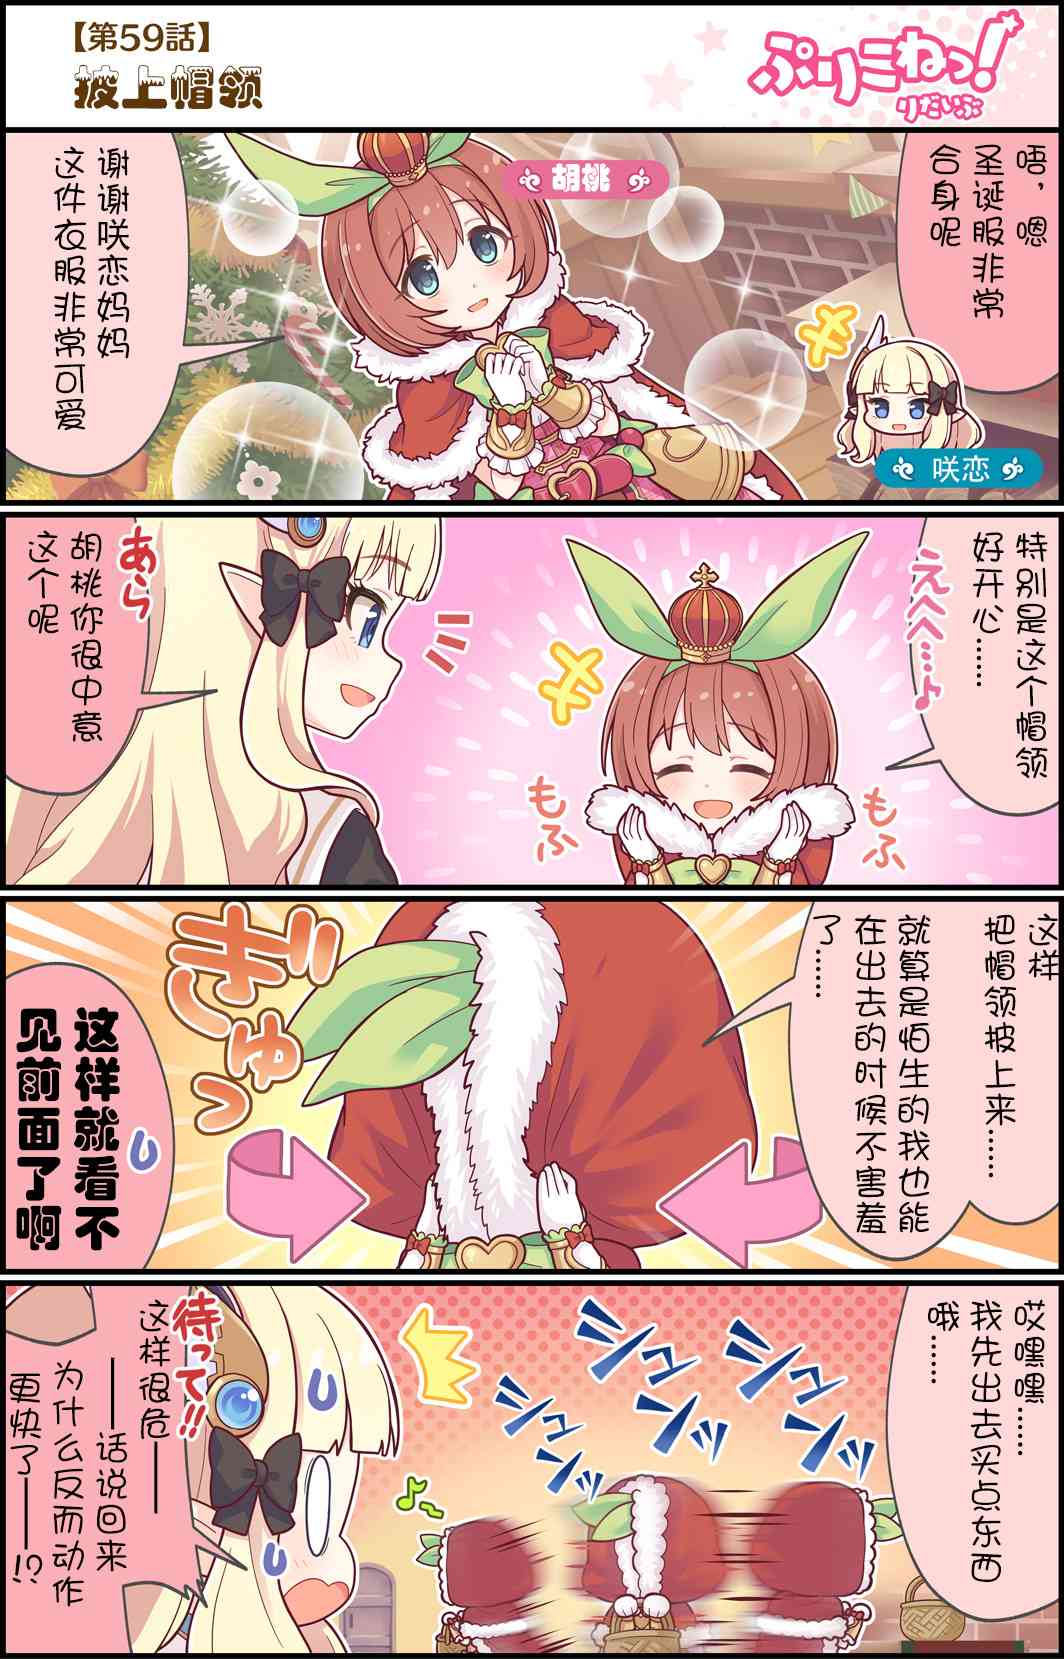 【第59話】
披上帽领
ぷりこねっ!
りだいぶ
唔，嗯
圣诞服非常
合身呢
胡桃
咲恋
谢谢咲恋妈妈
这件衣服非常可爱
特别是这个帽领
好开心……
えへへ…♪
もふ
もふ
あら
胡桃你很中意
这个呢
这样
把帽领披上来……
就算是怕生的我也能
在出去的时候不害羞
了……
ぎゅっ
这样就看不
见前面了啊
哎嘿嘿……
我先出去买点东西
哦……
シュン
シュン
シュン
シュン
待って!!
这样很危——
——话说回来
为什么反而动作
更快了——!?